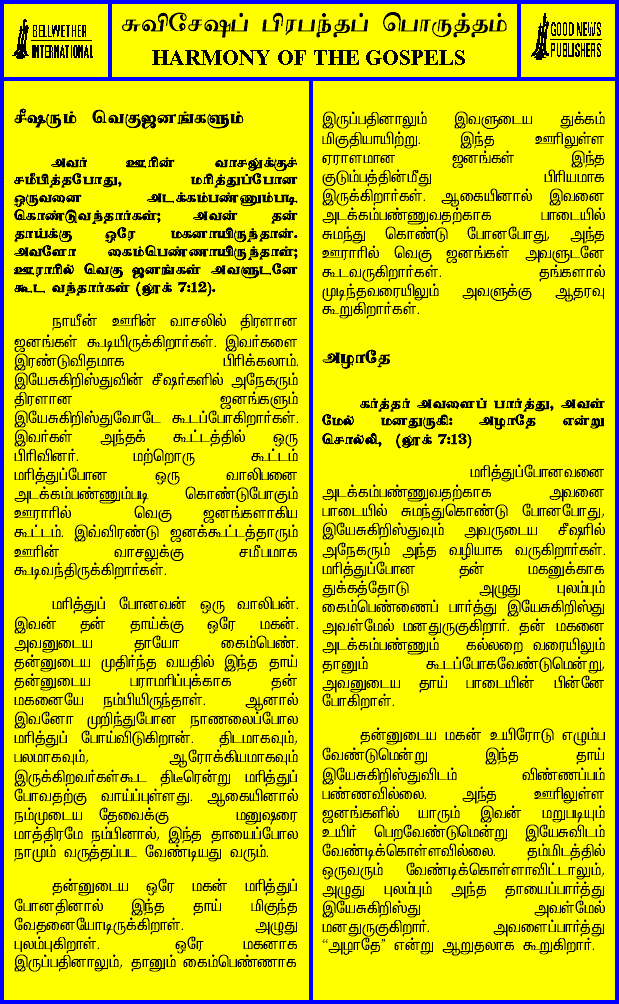 BELLWETHER
INTERNATIONAL
சுவிசேஷப் பிரபந்தப் பொருத்தம்
HARMONY OF THE GOSPELS
GOOD NEWS
PUBLISHERS
சீஷரும் வெகுஜனங்களும்
அவர் ஊரின் வாசலுக்குச்
சமீபித்தபோது, மரித்துப்போன
ஒருவனை அடக்கம்பண்ணும்படி
கொண்டுவந்தார்கள்; அவன் தன்
தாய்க்கு ஒரே மகனாயிருந்தான்.
அவளோ கைம்பெண்ணாயிருந்தாள்;
ஊராரில் வெகு ஜனங்கள் அவளுடனே
கூட வந்தார்கள் (லூக் 7:12).
நாயீன் ஊரின் வாசலில் திரளான
ஜனங்கள் கூடியிருக்கிறார்கள். இவர்களை
இரண்டுவிதமாக பிரிக்கலாம்.
இயேசுகிறிஸ்துவின் சீஷர்களில் அநேகரும்
திரளான ஜனங்களும்
இயேசுகிறிஸ்துவோடே கூடப்போகிறார்கள்.
இவர்கள் அந்தக் கூட்டத்தில் ஒரு
பிரிவினர். மற்றொரு கூட்டம்
மரித்துப்போன ஒரு வாலிபனை
அடக்கம்பண்ணும்படி கொண்டுபோகும்
ஊராரில் வெகு ஜனங்களாகிய
கூட்டம். இவ்விரண்டு ஜனக்கூட்டத்தாரும்
ஊரின் வாசலுக்கு சமீபமாக
கூடிவந்திருக்கிறார்கள்.
மரித்துப் போனவன் ஒரு வாலிபன்.
இவன் தன் தாய்க்கு ஒரே மகன்.
அவனுடைய தாயோ கைம்பெண்.
தன்னுடைய முதிர்ந்த வயதில் இந்த தாய்
தன்னுடைய பராமரிப்புக்காக தன்
மகனையே நம்பியிருந்தாள். ஆனால்
இவனோ முறிந்துபோன நாணலைப்போல
மரித்துப் போய்விடுகிறான். திடமாகவும்,
பலமாகவும், ஆரோக்கியமாகவும்
இருக்கிறவர்கள்கூட திடீரென்று மரித்துப்
போவதற்கு வாய்ப்புள்ளது. ஆகையினால்
நம்முடைய தேவைக்கு மனுஷரை
மாத்திரமே நம்பினால், இந்த தாயைப்போல
நாமும் வருத்தப்பட வேண்டியது வரும்.
தன்னுடைய ஒரே மகன் மரித்துப்
போனதினால் இந்த தாய் மிகுந்த
வேதனையோடிருக்கிறாள். அழுது
புலம்புகிறாள். ஒரே மகனாக
இருப்பதினாலும், தானும் கைம்பெண்ணாக
இருப்பதினாலும் இவளுடைய துக்கம்
மிகுதியாயிற்று. இந்த ஊரிலுள்ள
ஏராளமான ஜனங்கள் இந்த
குடும்பத்தின்மீது பிரியமாக
இருக்கிறார்கள். ஆகையினால் இவனை
அடக்கம்பண்ணுவதற்காக பாடையில்
சுமந்து கொண்டு போனபோது, அந்த
ஊராரில் வெகு ஜனங்கள் அவளுடனே
கூடவருகிறார்கள். தங்களால்
முடிந்தவரையிலும் அவளுக்கு ஆதரவு
கூறுகிறார்கள்.
அழாதே
கர்த்தர் அவளைப் பார்த்து, அவள்
மேல் மனதுருகி: அழாதே என்று
சொல்லி, (லூக் 7:13)
மரித்துப்போனவனை
அடக்கம்பண்ணுவதற்காக அவனை
பாடையில் சுமந்துகொண்டு போனபோது,
இயேசுகிறிஸ்துவும் அவருடைய சீஷரில்
அநேகரும் அந்த வழியாக வருகிறார்கள்.
மரித்துப்போன தன் மகனுக்காக
துக்கத்தோடு அழுது புலம்பும்
கைம்பெண்ணைப் பார்த்து இயேசுகிறிஸ்து
அவள்மேல் மனதுருகுகிறார். தன் மகனை
அடக்கம்பண்ணும் கல்லறை வரையிலும்
தானும் கூடப்போகவேண்டுமென்று,
அவனுடைய தாய் பாடையின் பின்னே
போகிறாள்.
தன்னுடைய மகன் உயிரோடு எழும்ப
வேண்டுமென்று இந்த தாய்
இயேசுகிறிஸ்துவிடம் விண்ணப்பம்
பண்ணவில்லை. அந்த ஊரிலுள்ள
ஜனங்களில் யாரும் இவன் மறுபடியும்
உயிர் பெறவேண்டுமென்று இயேசுவிடம்
வேண்டிக்கொள்ளவில்லை. தம்மிடத்தில்
ஒருவரும் வேண்டிக்கொள்ளாவிட்டாலும்,
அழுது புலம்பும் அந்த தாயைப்பார்த்து
இயேசுகிறிஸ்து அவள்மேல்
மனதுருகுகிறார். அவளைப்பார்த்து
“அழாதே” என்று ஆறுதலாக கூறுகிறார்.